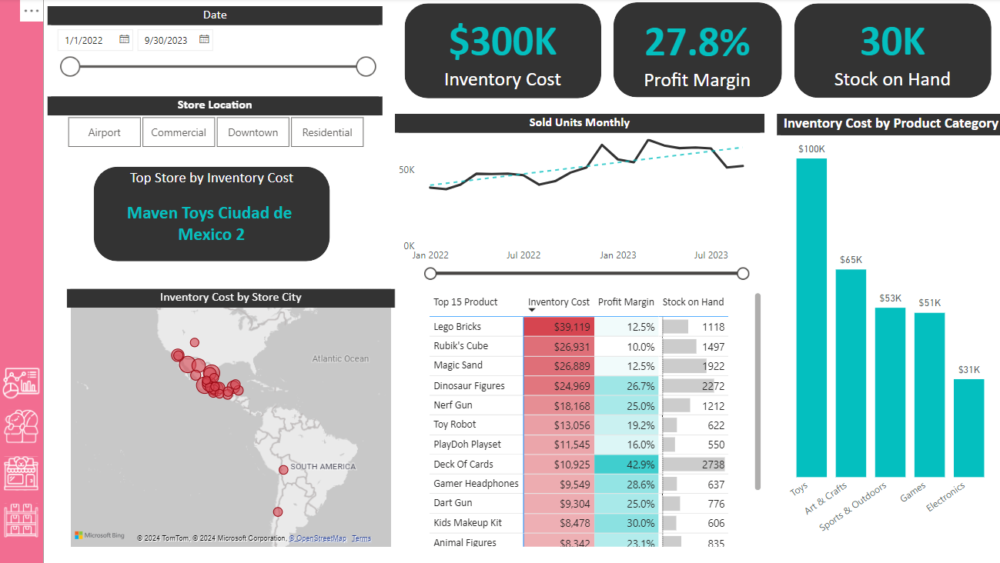 Date
1/1/2022
9/30/2023
Store Location
Airport
Commercial
Downtown
Residential
Top Store by Inventory Cost
Maven Toys Ciudad de
Mexico 2
$300K
Inventory Cost
27.8%
Profit Margin
30K
Stock on Hand
Sold Units Monthly
50K
0K
Jan 2022 Jul 2022 Jan 2023 Jul 2023
Inventory Cost by Store City
Atlantic Ocean
SOUTH AMERICA
Microsoft Bing
© 2024 TomTom, © 2024 Microsoft Corporation, © OpenStreetMap Terms
Top 15 Product Inventory Cost Profit Margin Stock on Hand
Lego Bricks $39,119 12.5% 1118
Rubik's Cube $26,931 10.0% 1497
Magic Sand $26,889 12.5% 1922
Dinosaur Figures $24,969 26.7% 2272
Nerf Gun $18,168 25.0% 1212
Toy Robot $13,056 19.2% 622
PlayDoh Playset $11,545 16.0% 550
Deck Of Cards $10,925 42.9% 2738
Gamer Headphones $9,549 28.6% 637
Dart Gun $9,304 25.0% 776
Kids Makeup Kit $8,478 30.0% 606
Animal Figures $8,342 23.1% 835
Inventory Cost by Product Category
$100K
$65K
$53K
$51K
$31K
Toys
Art & Crafts
Sports & Outdoors
Games
Electronics